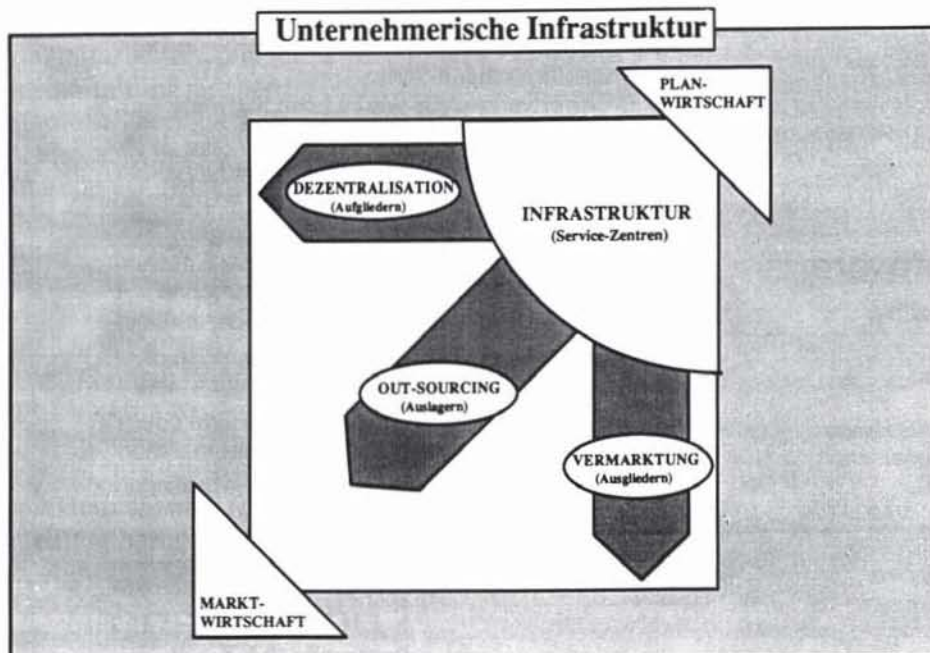 Unternehmerische Infrastruktur
PLAN-
WIRTSCHAFT
DEZENTRALISATION
(Aufgliedern)
INFRASTRUKTUR
(Service-Zentren)
OUT-SOURCING
(Auslagern)
VERMARKTUNG
(Ausgliedern)
MARKT-
WIRTSCHAFT